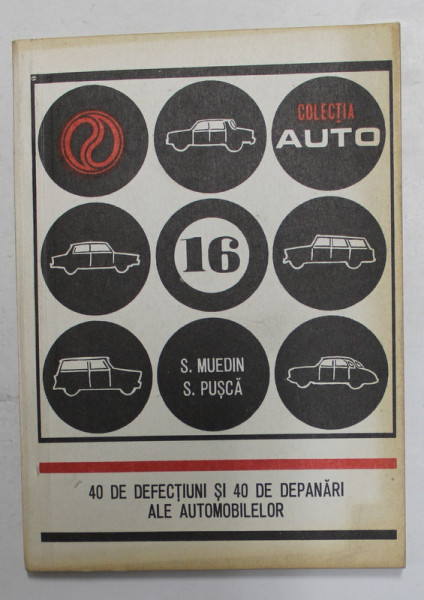 COLECȚIA
AUTO
16
S. MUEDIN
S. PUȘCĂ
40 DE DEFECȚIUNI ȘI 40 DE DEPANĂRI
ALE AUTOMOBILELOR